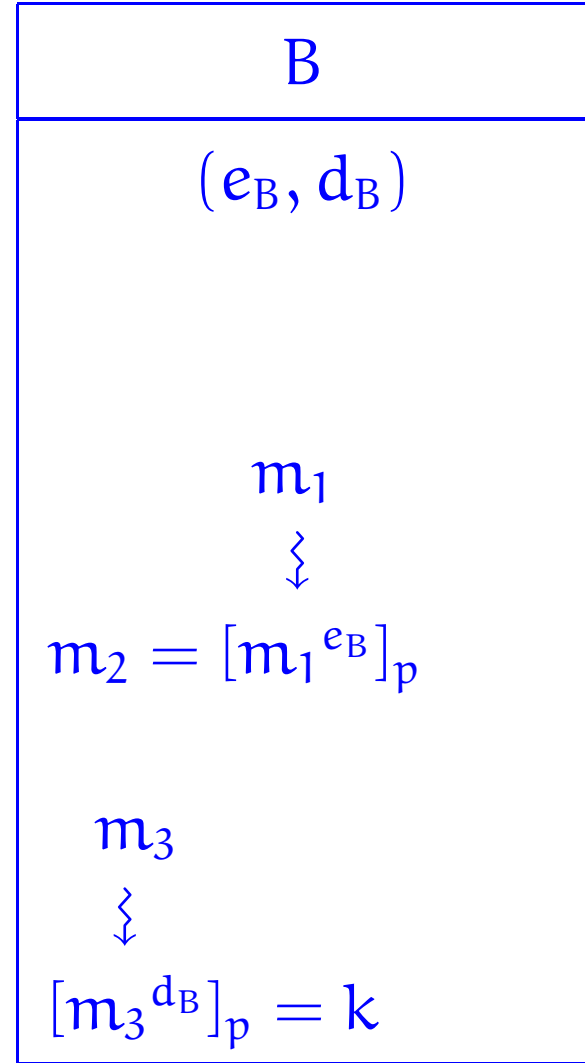 B
(e_B, d_B)
m_1
m_2 = [m_1^{e_B}]_p
m_3
[m_3^{d_B}]_p = k